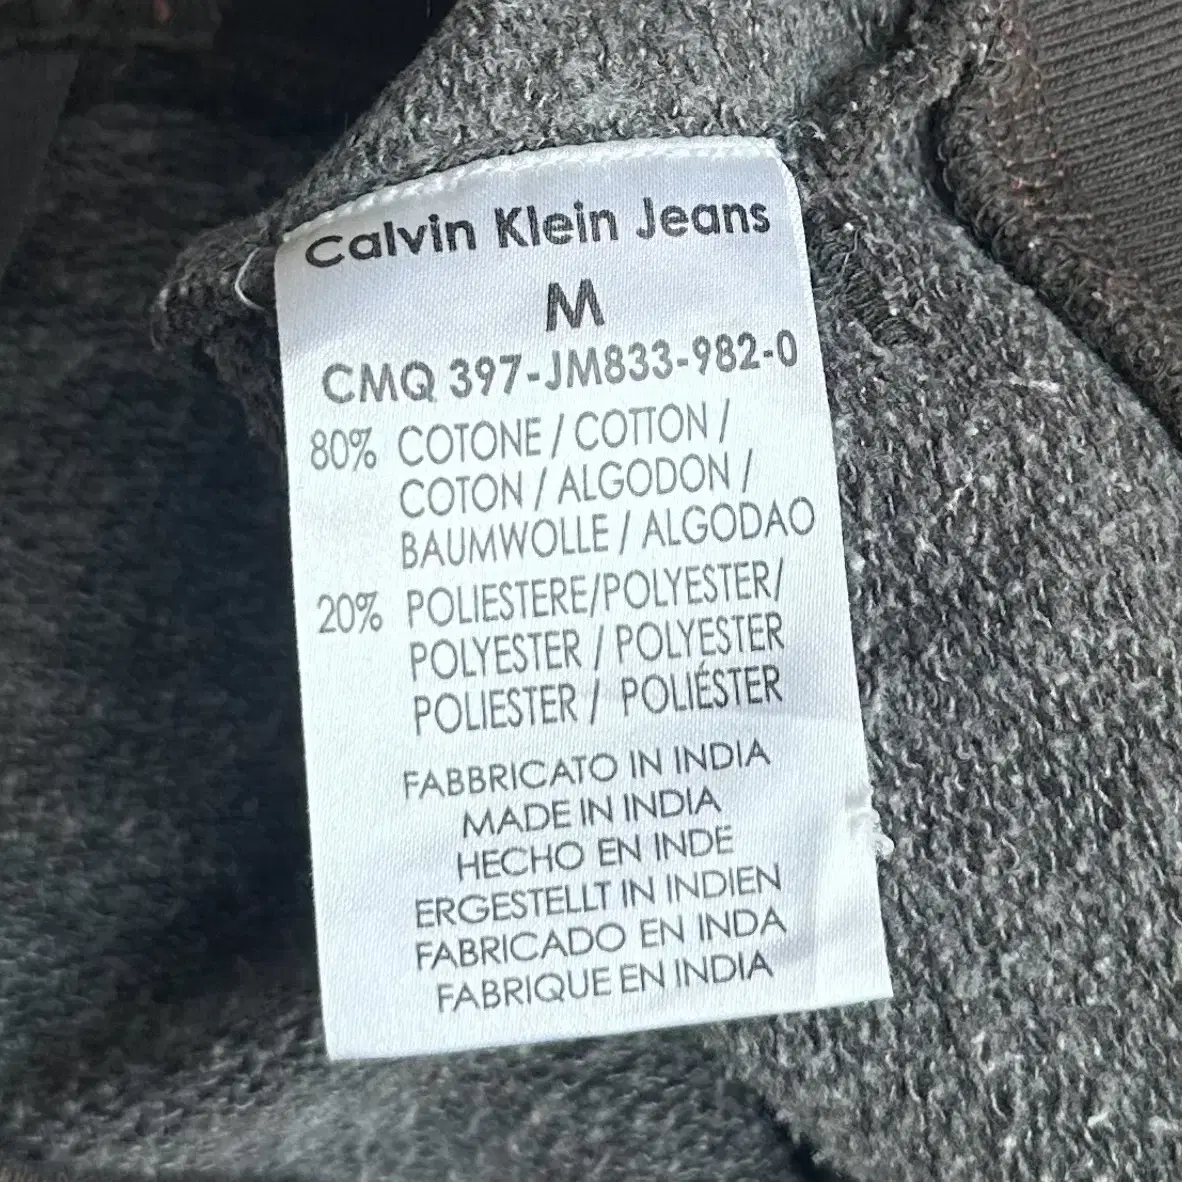 Calvin Klein Jeans
M
CMQ 397-JM833-982-0
80% COTONE / COTTON /
COTON / ALGODON /
BAUMWOLLE / ALGODAO
20% POLIESTERE/POLYESTER/
POLYESTER / POLYESTER
POLIESTER / POLIÉSTER
FABBRICATO IN INDIA
MADE IN INDIA
HECHO EN INDE
ERGESTELLT IN INDIEN
FABRICADO EN INDA
FABRIQUE EN INDIA